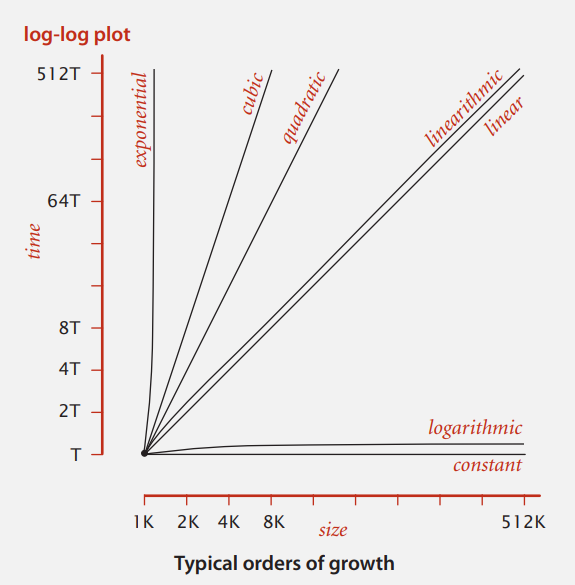 log-log plot
512T
64T
8T
4T
2T
T
time
exponential
cubic
quadratic
linearithmic
linear
logarithmic
constant
1K 2K 4K 8K 512K
size
Typical orders of growth